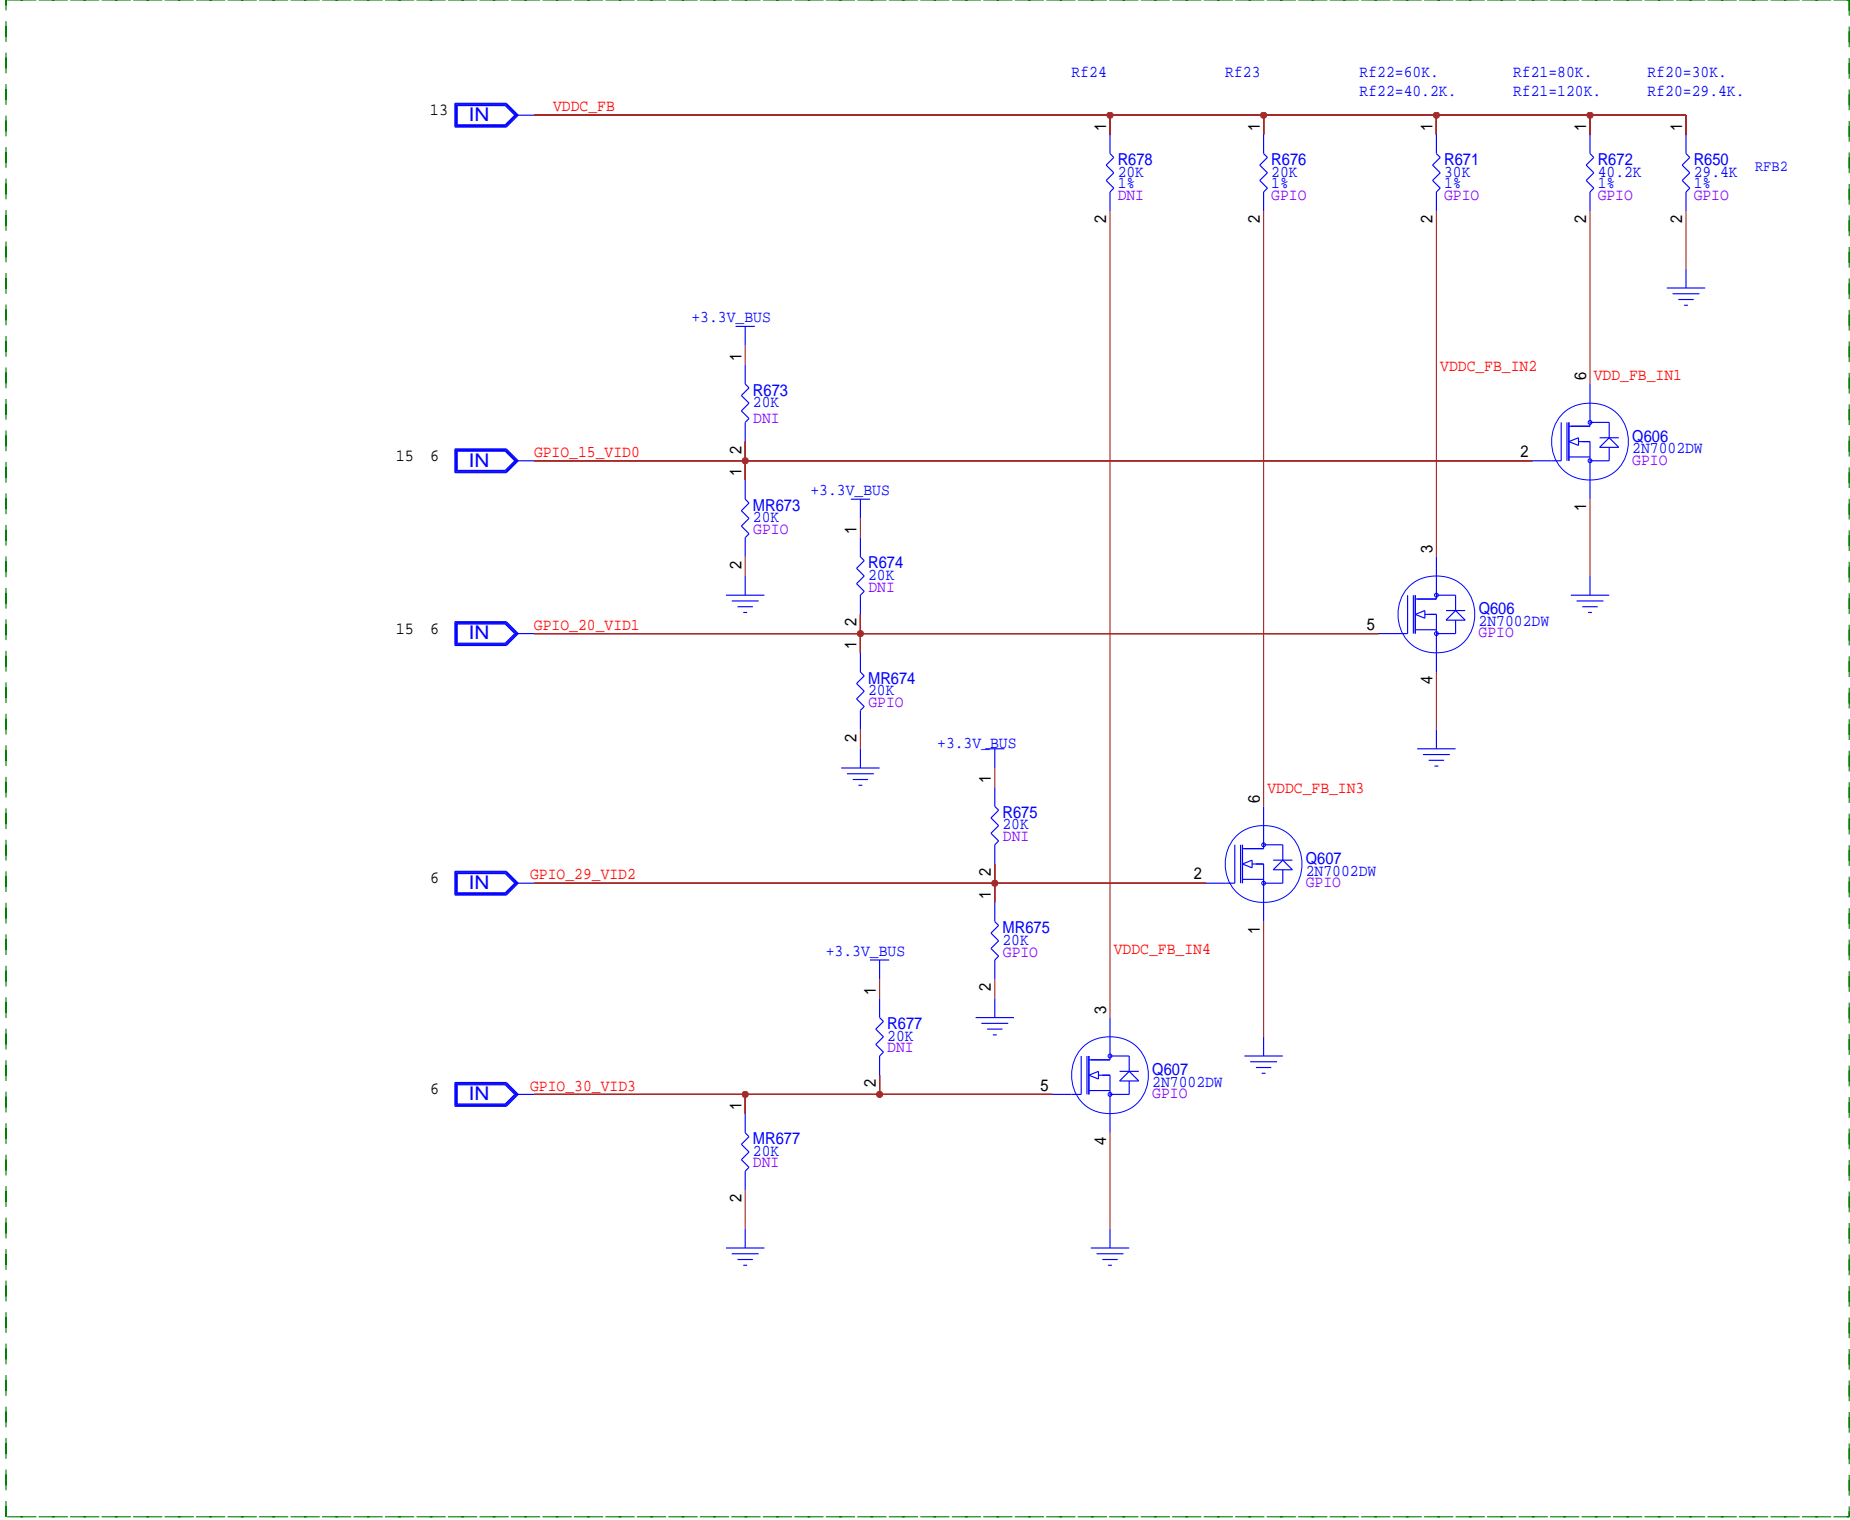 Rf24 Rf23 Rf22=60K. Rf21=80K. Rf20=30K.
Rf22=40.2K. Rf21=120K. Rf20=29.4K.
13 IN VDDC_FB
1 1 1 1 1
R678 R676 R671 R672 R650
20K 20K 30K 40.2K 29.4K RFB2
1% 1% 1% 1% 1%
DNI GPIO GPIO GPIO GPIO
2 2 2 2 2
+3.3V_BUS
1
VDDC_FB_IN2
6 VDD_FB_IN1
R673
20K
DNI
2
15 6 IN GPIO_15_VID0
2
Q606
2N7002DW
GPIO
1
1
MR673
20K
GPIO
2
+3.3V_BUS
1
R674
20K
DNI
2
3
15 6 IN GPIO_20_VID1
5
Q606
2N7002DW
GPIO
4
1
MR674
20K
GPIO
2
+3.3V_BUS
1
R675
20K
DNI
2
6 VDDC_FB_IN3
6 IN GPIO_29_VID2
2
Q607
2N7002DW
GPIO
1
1
MR675
20K
GPIO
2
VDDC_FB_IN4
+3.3V_BUS
1
R677
20K
DNI
2
3
6 IN GPIO_30_VID3
5
Q607
2N7002DW
GPIO
4
1
MR677
20K
DNI
2